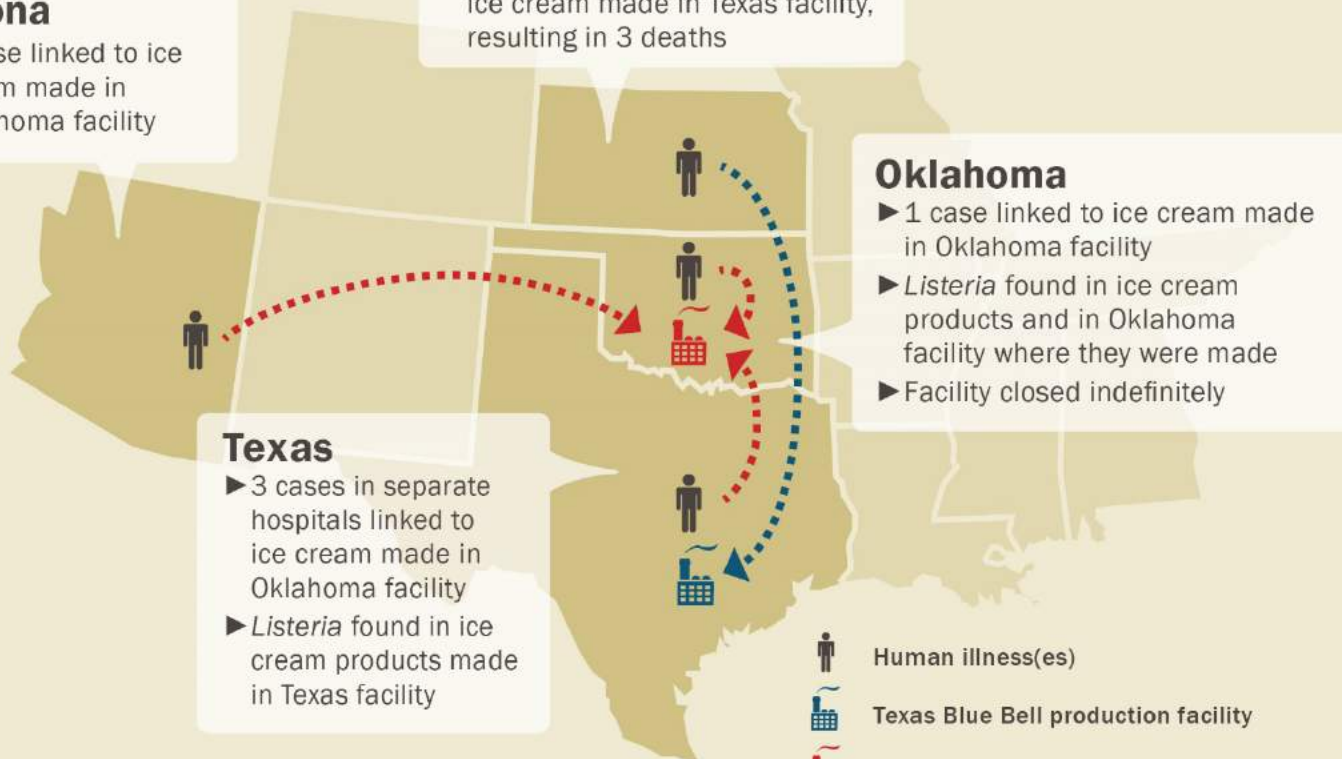 ona
se linked to ice
m made in
homa facility
ice cream made in Texas facility,
resulting in 3 deaths
Oklahoma
►1 case linked to ice cream made
in Oklahoma facility
►Listeria found in ice cream
products and in Oklahoma
facility where they were made
►Facility closed indefinitely
Texas
►3 cases in separate
hospitals linked to
ice cream made in
Oklahoma facility
►Listeria found in ice
cream products made
in Texas facility
Human illness(es)
Texas Blue Bell production facility